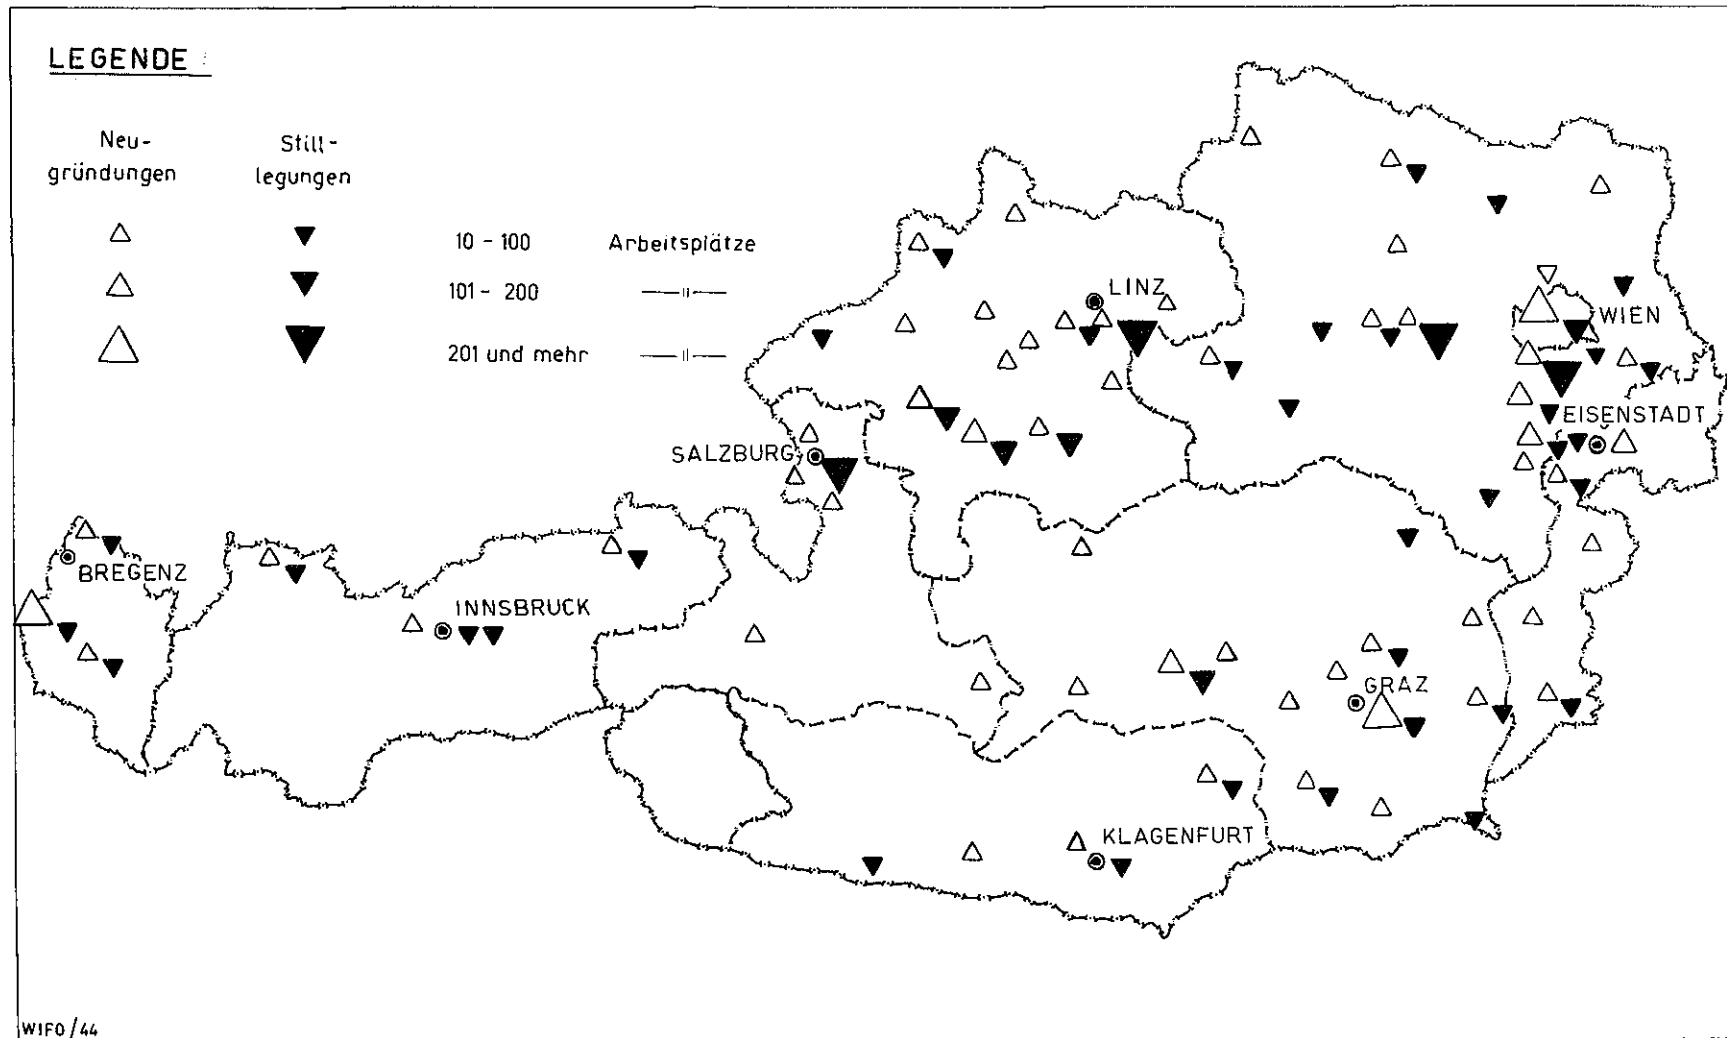 LEGENDE :
Neu-
gründungen
Still-
legungen
10 - 100 Arbeitsplätze
101 - 200 —॥—
201 und mehr —॥—
LINZ
WIEN
EISENSTADT
SALZBURG
BREGENZ
INNSBRUCK
GRAZ
KLAGENFURT
WIFO/44